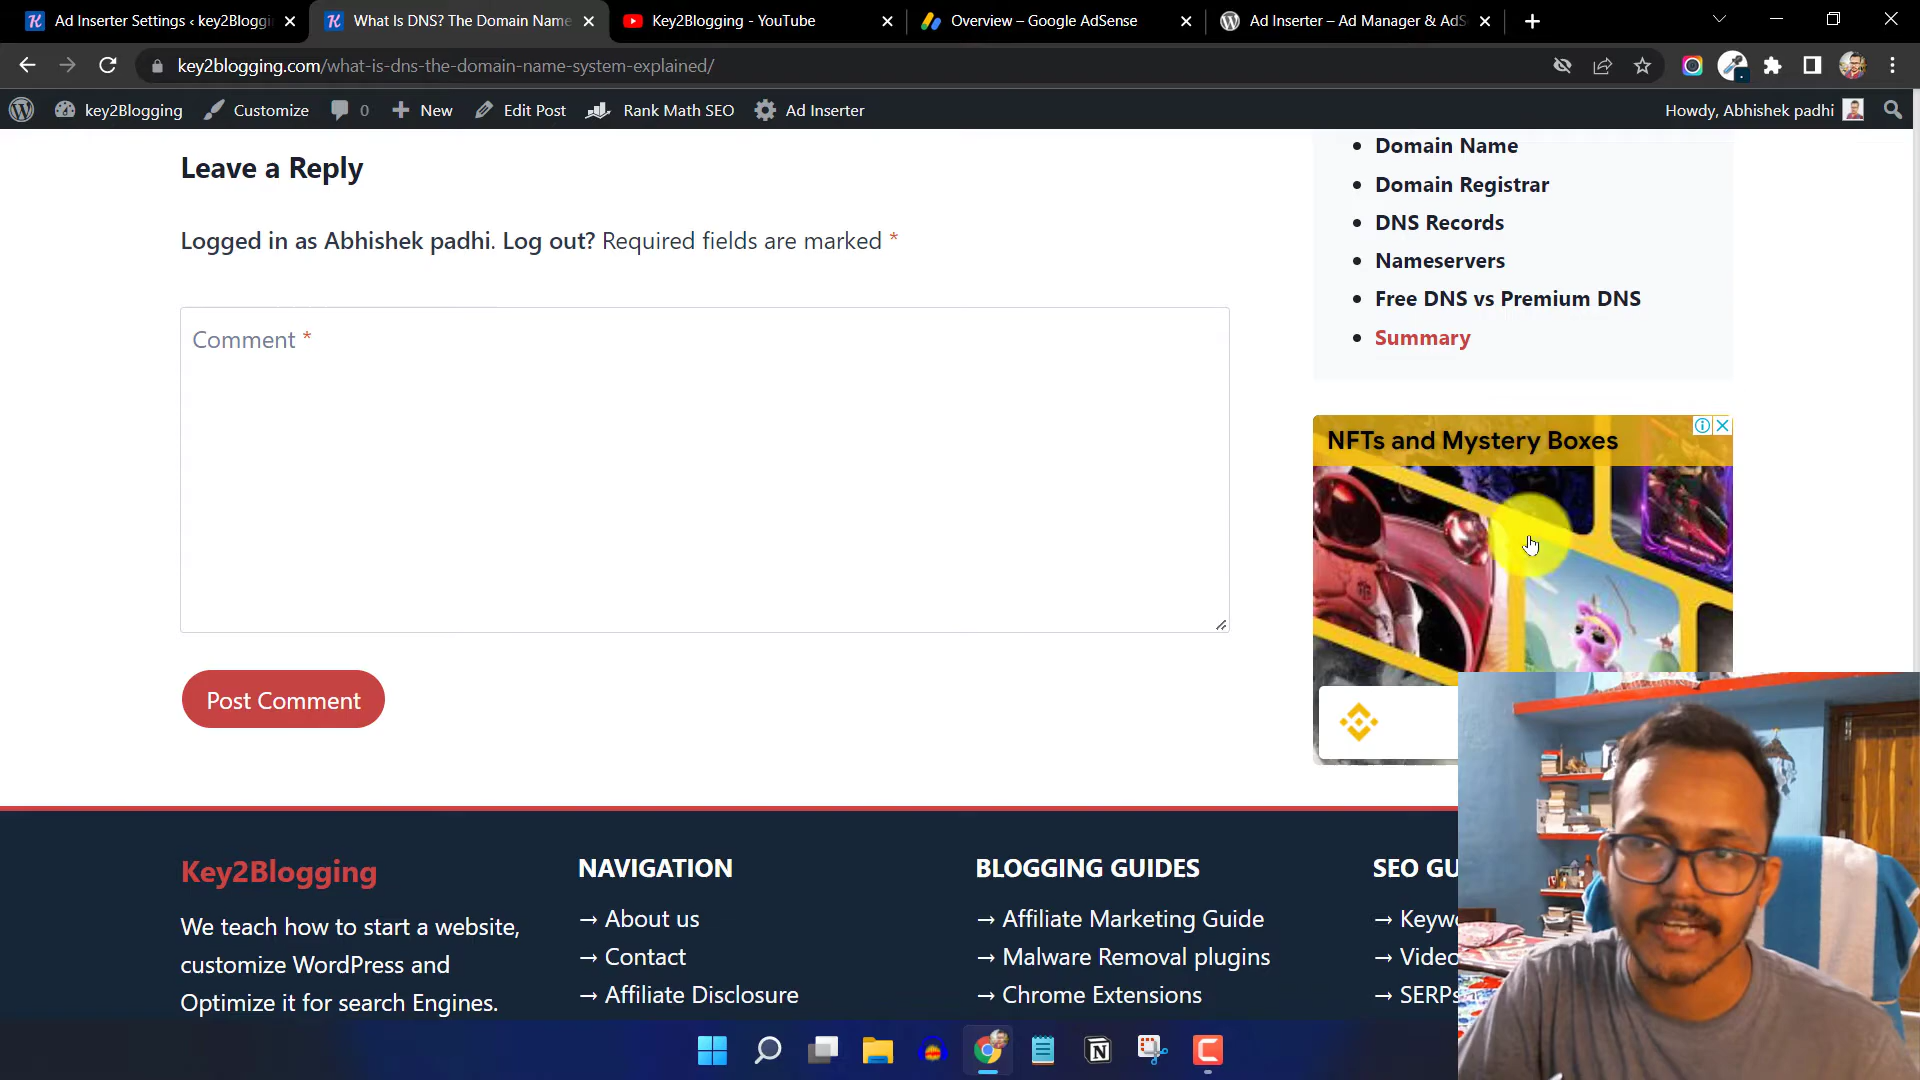 Ad Inserter Settings ‹ key2Bloggi
What Is DNS? The Domain Name
Key2Blogging - YouTube
Overview – Google AdSense
Ad Inserter – Ad Manager & AdS
key2blogging.com/what-is-dns-the-domain-name-system-explained/
key2Blogging
Customize
0
New
Edit Post
Rank Math SEO
Ad Inserter
Howdy, Abhishek padhi
Leave a Reply
Logged in as Abhishek padhi. Log out? Required fields are marked *
Comment *
Post Comment
Domain Name
Domain Registrar
DNS Records
Nameservers
Free DNS vs Premium DNS
Summary
NFTs and Mystery Boxes
Key2Blogging
We teach how to start a website,
customize WordPress and
Optimize it for search Engines.
NAVIGATION
→ About us
→ Contact
→ Affiliate Disclosure
BLOGGING GUIDES
→ Affiliate Marketing Guide
→ Malware Removal plugins
→ Chrome Extensions
SEO GU
→ Keyw
→ Video
→ SERPs